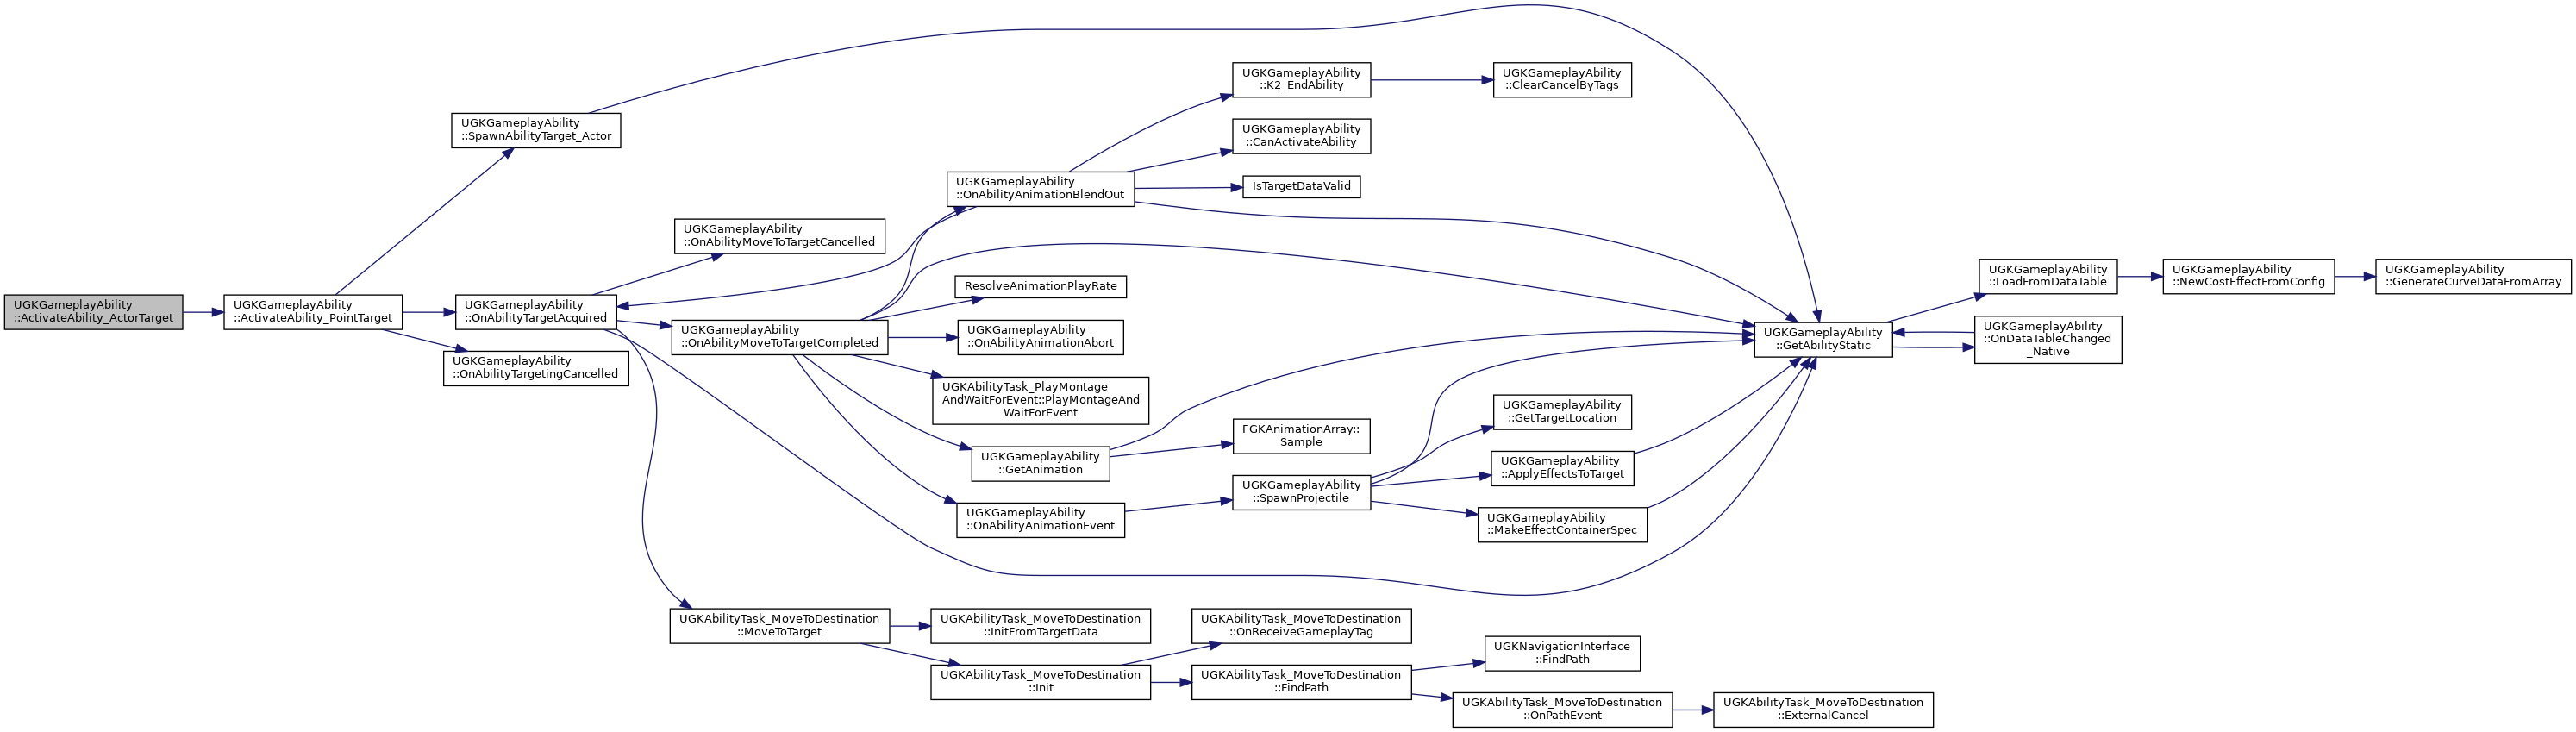 UGKGameplayAbility
::ActivateAbility_ActorTarget
UGKGameplayAbility
::ActivateAbility_PointTarget
UGKGameplayAbility
::SpawnAbilityTarget_Actor
UGKGameplayAbility
::OnAbilityTargetAcquired
UGKGameplayAbility
::OnAbilityTargetingCancelled
UGKGameplayAbility
::OnAbilityMoveToTargetCancelled
UGKGameplayAbility
::OnAbilityMoveToTargetCompleted
UGKAbilityTask_MoveToDestination
::MoveToTarget
UGKGameplayAbility
::OnAbilityAnimationBlendOut
ResolveAnimationPlayRate
UGKGameplayAbility
::OnAbilityAnimationAbort
UGKAbilityTask_PlayMontage
AndWaitForEvent::PlayMontageAnd
WaitForEvent
UGKGameplayAbility
::GetAnimation
UGKGameplayAbility
::OnAbilityAnimationEvent
UGKAbilityTask_MoveToDestination
::InitFromTargetData
UGKAbilityTask_MoveToDestination
::Init
UGKGameplayAbility
::K2_EndAbility
UGKGameplayAbility
::CanActivateAbility
IsTargetDataValid
FGKAnimationArray::
Sample
UGKGameplayAbility
::SpawnProjectile
UGKAbilityTask_MoveToDestination
::OnReceiveGameplayTag
UGKAbilityTask_MoveToDestination
::FindPath
UGKGameplayAbility
::ClearCancelByTags
UGKGameplayAbility
::GetTargetLocation
UGKGameplayAbility
::ApplyEffectsToTarget
UGKGameplayAbility
::MakeEffectContainerSpec
UGKNavigationInterface
::FindPath
UGKAbilityTask_MoveToDestination
::OnPathEvent
UGKAbilityTask_MoveToDestination
::ExternalCancel
UGKGameplayAbility
::GetAbilityStatic
UGKGameplayAbility
::LoadFromDataTable
UGKGameplayAbility
::OnDataTableChanged
_Native
UGKGameplayAbility
::NewCostEffectFromConfig
UGKGameplayAbility
::GenerateCurveDataFromArray